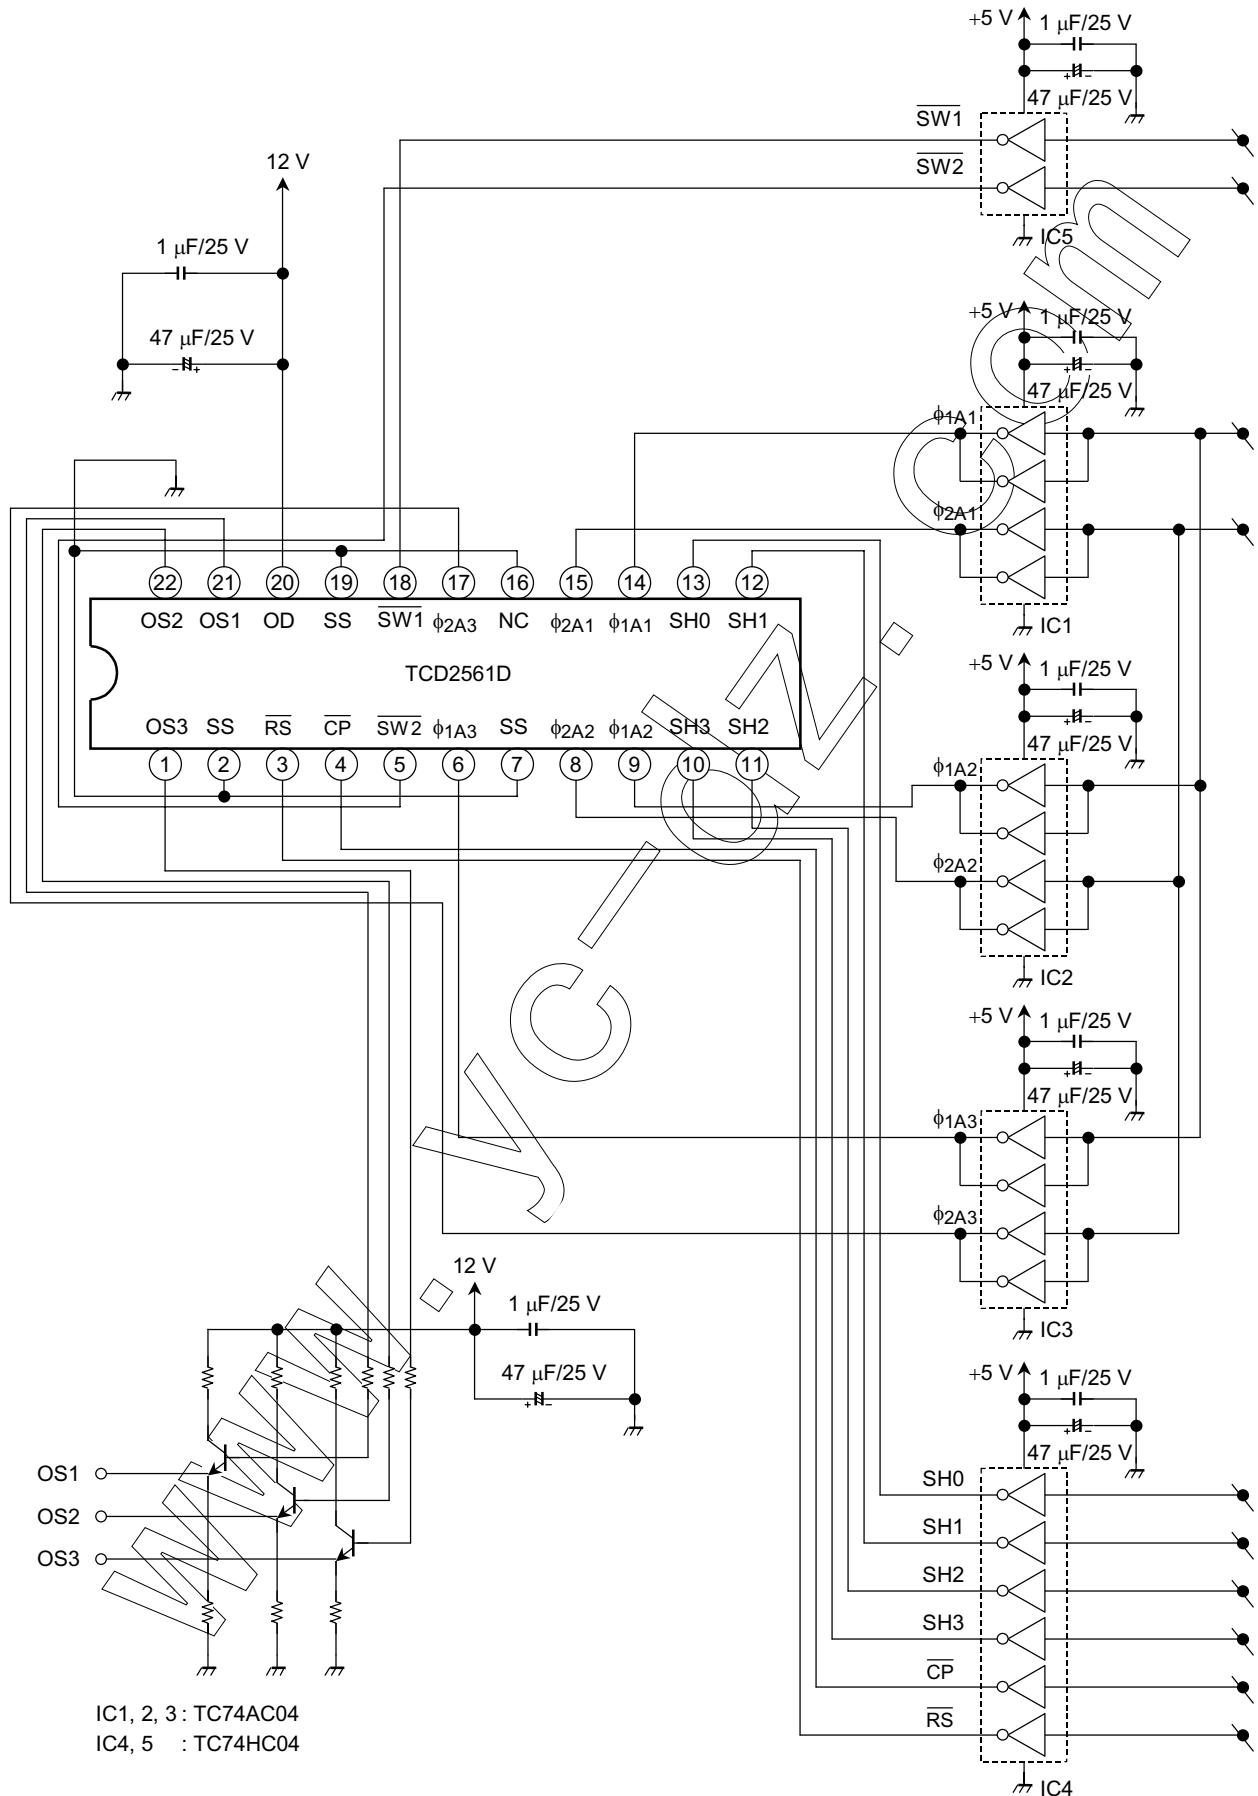 +5 V
1 μF/25 V
47 μF/25 V
SW1
SW2
IC5
12 V
1 μF/25 V
47 μF/25 V
+5 V
1 μF/25 V
47 μF/25 V
ϕ1A1
ϕ2A1
IC1
22 21 20 19 18 17 16 15 14 13 12
OS2 OS1 OD SS SW1 ϕ2A3 NC ϕ2A1 ϕ1A1 SH0 SH1
TCD2561D
OS3 SS RS CP SW2 ϕ1A3 SS ϕ2A2 ϕ1A2 SH3 SH2
1 2 3 4 5 6 7 8 9 10 11
+5 V
1 μF/25 V
47 μF/25 V
ϕ1A2
ϕ2A2
IC2
+5 V
1 μF/25 V
47 μF/25 V
ϕ1A3
ϕ2A3
IC3
12 V
1 μF/25 V
47 μF/25 V
+5 V
1 μF/25 V
47 μF/25 V
OS1
OS2
OS3
SH0
SH1
SH2
SH3
CP
RS
IC4
IC1, 2, 3 : TC74AC04
IC4, 5 : TC74HC04